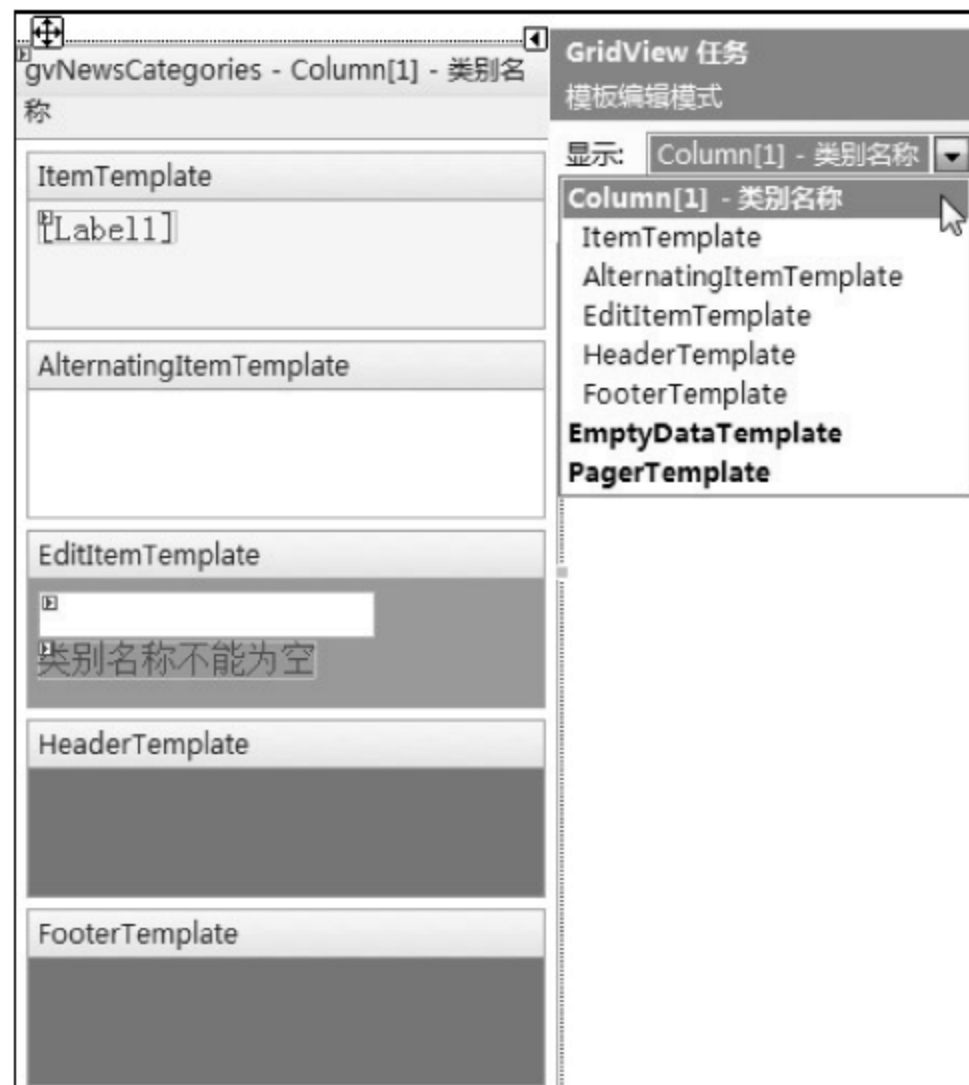 gvNewsCategories - Column[1] - 类别名
称
ItemTemplate
[Label1]
AlternatingItemTemplate
EditItemTemplate
类别名称不能为空
HeaderTemplate
FooterTemplate
GridView 任务
模板编辑模式
显示: Column[1] - 类别名称
Column[1] - 类别名称
ItemTemplate
AlternatingItemTemplate
EditItemTemplate
HeaderTemplate
FooterTemplate
EmptyDataTemplate
PagerTemplate